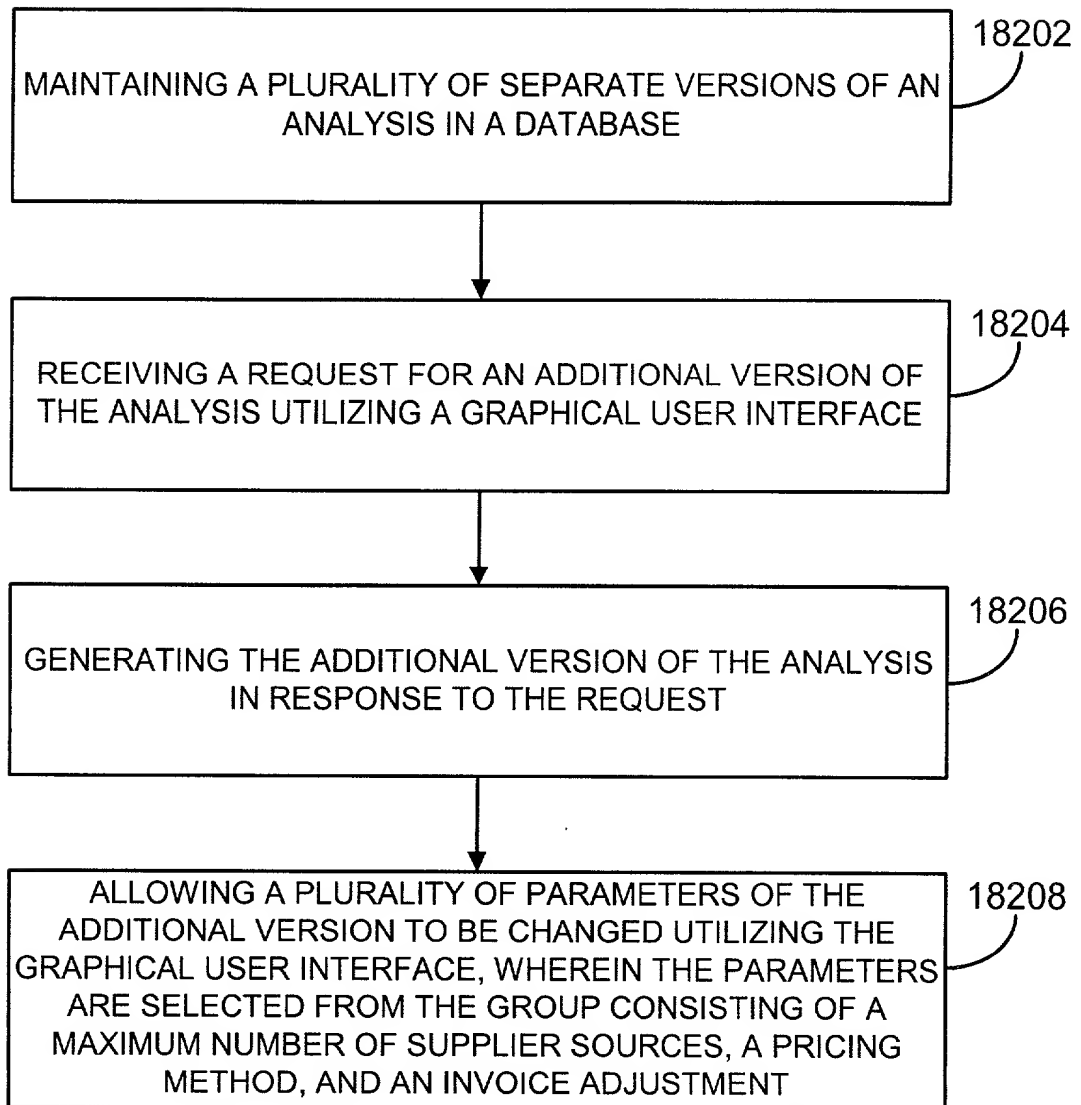 18202
MAINTAINING A PLURALITY OF SEPARATE VERSIONS OF AN
ANALYSIS IN A DATABASE
18204
RECEIVING A REQUEST FOR AN ADDITIONAL VERSION OF
THE ANALYSIS UTILIZING A GRAPHICAL USER INTERFACE
18206
GENERATING THE ADDITIONAL VERSION OF THE ANALYSIS
IN RESPONSE TO THE REQUEST
18208
ALLOWING A PLURALITY OF PARAMETERS OF THE
ADDITIONAL VERSION TO BE CHANGED UTILIZING THE
GRAPHICAL USER INTERFACE, WHEREIN THE PARAMETERS
ARE SELECTED FROM THE GROUP CONSISTING OF A
MAXIMUM NUMBER OF SUPPLIER SOURCES, A PRICING
METHOD, AND AN INVOICE ADJUSTMENT